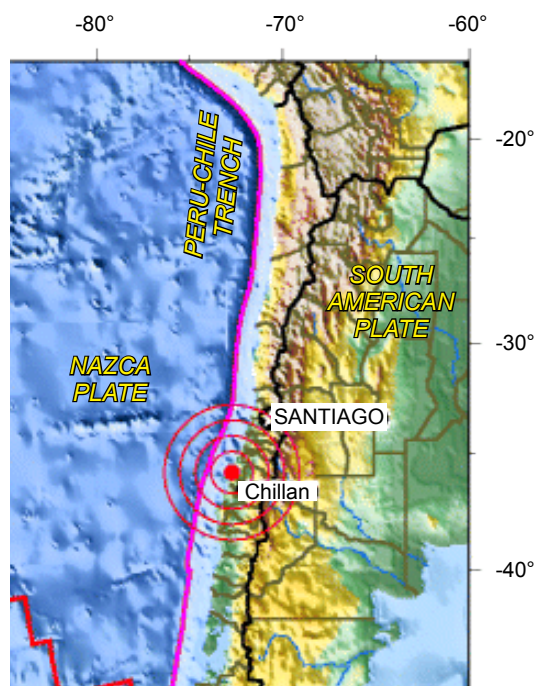 -80° -70° -60°
-20°
PERU-CHILE
TRENCH
SOUTH
AMERICAN
PLATE
-30°
NAZCA
PLATE
SANTIAGO
Chillan
-40°